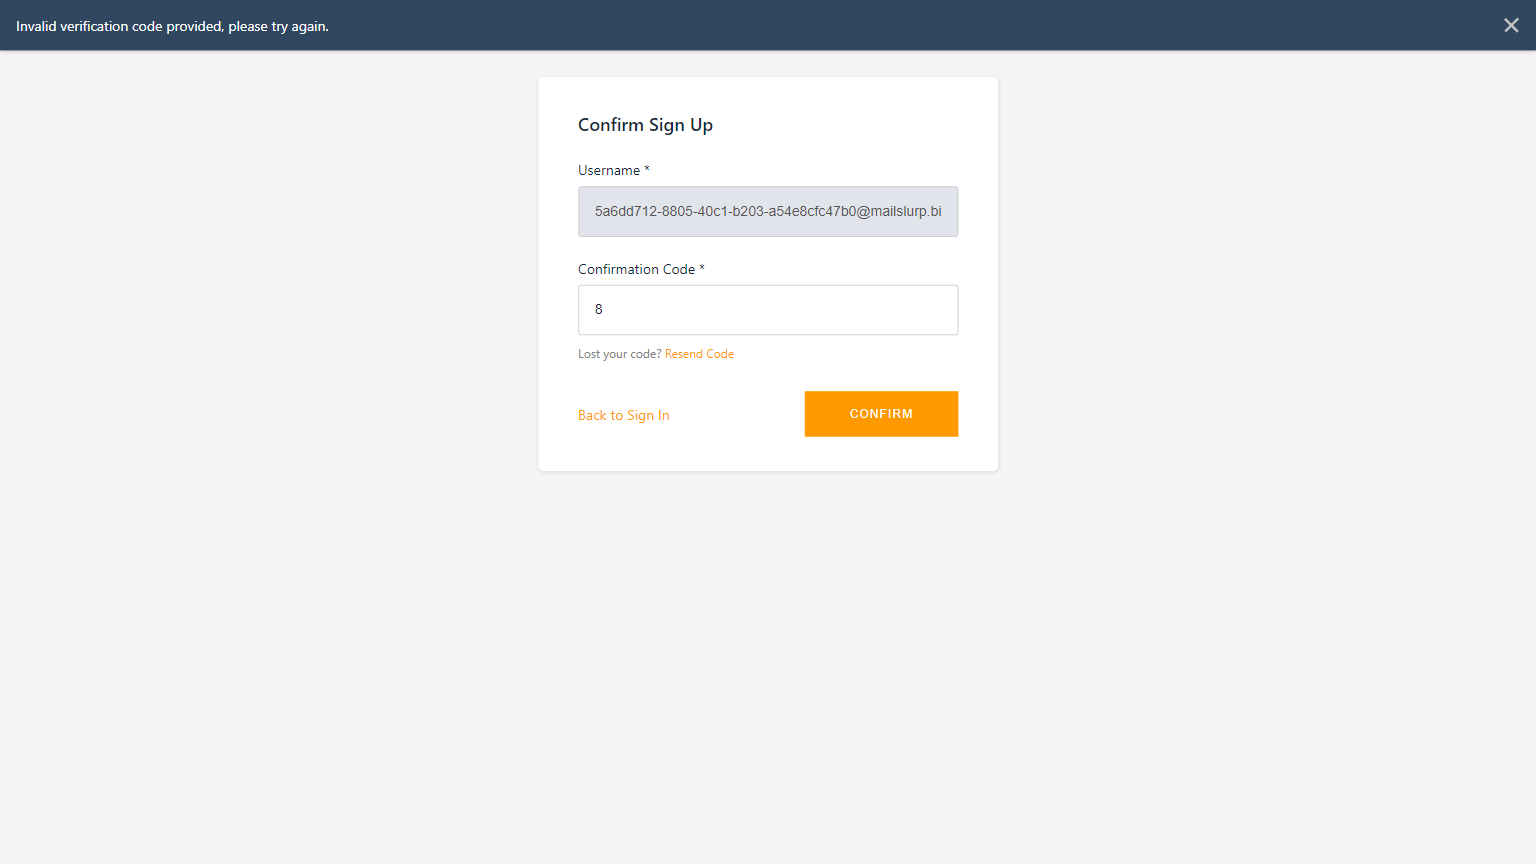 Invalid verification code provided, please try again.
Confirm Sign Up
Username *
5a6dd712-8805-40c1-b203-a54e8cfc47b0@mailslurp.bi
Confirmation Code *
8
Lost your code? Resend Code
Back to Sign In
CONFIRM